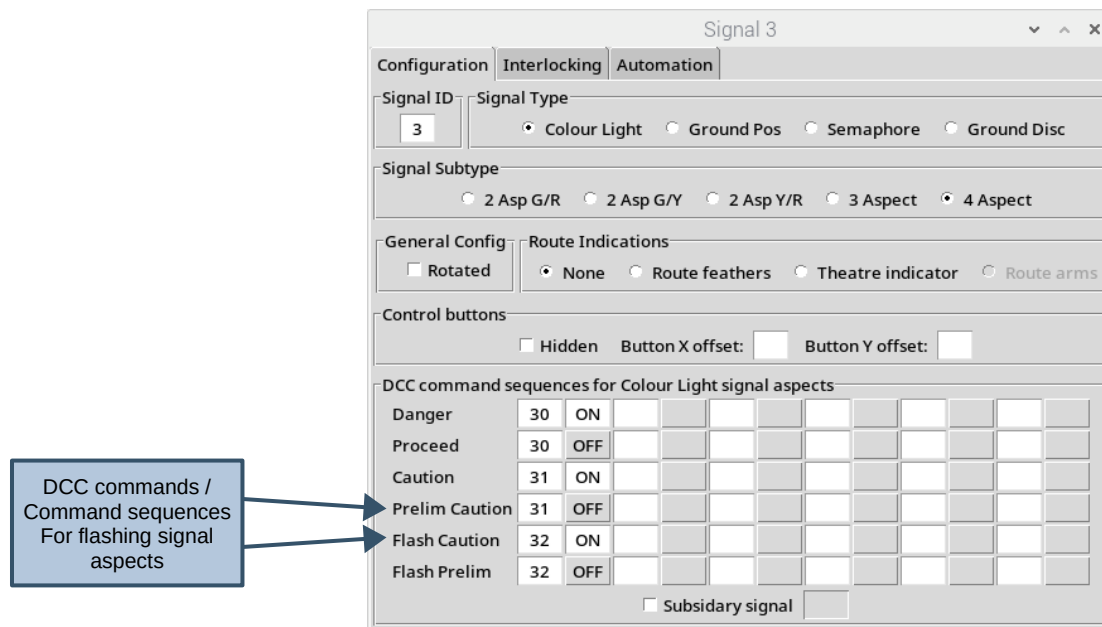 Signal 3
Configuration Interlocking Automation
Signal ID Signal Type
3 Colour Light Ground Pos Semaphore Ground Disc
Signal Subtype
2 Asp G/R 2 Asp G/Y 2 Asp Y/R 3 Aspect 4 Aspect
General Config Route Indications
Rotated None Route feathers Theatre indicator Route arms
Control buttons
Hidden Button X offset: Button Y offset:
DCC command sequences for Colour Light signal aspects
Danger 30 ON
Proceed 30 OFF
Caution 31 ON
Prelim Caution 31 OFF
Flash Caution 32 ON
Flash Prelim 32 OFF
Subsidary signal
DCC commands /
Command sequences
For flashing signal
aspects